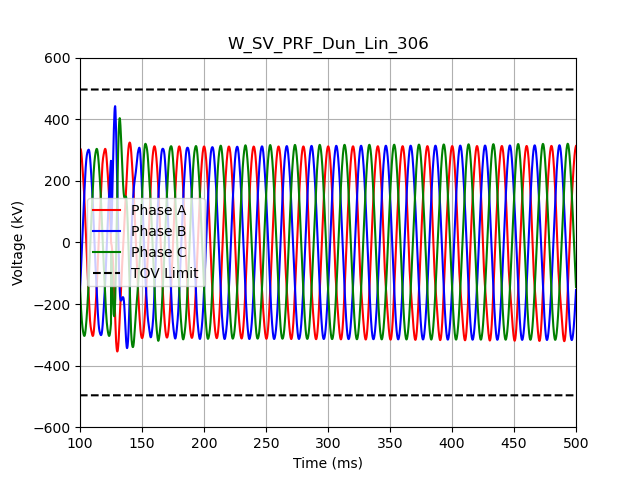 W_SV_PRF_Dun_Lin_306
600
400
200
0
−200
−400
−600
Voltage (kV)
Phase A
Phase B
Phase C
TOV Limit
100 150 200 250 300 350 400 450 500
Time (ms)